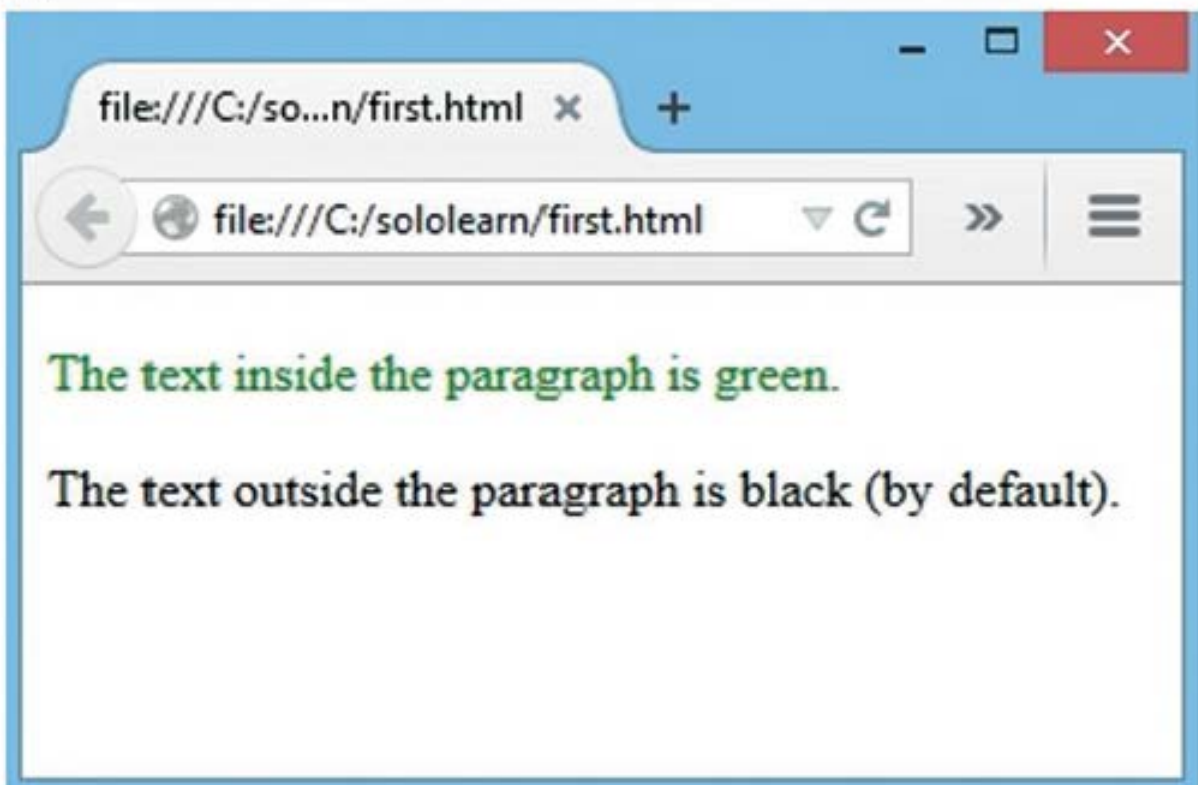 file:///C:/so...n/first.html
file:///C:/sololearn/first.html
The text inside the paragraph is green.
The text outside the paragraph is black (by default).